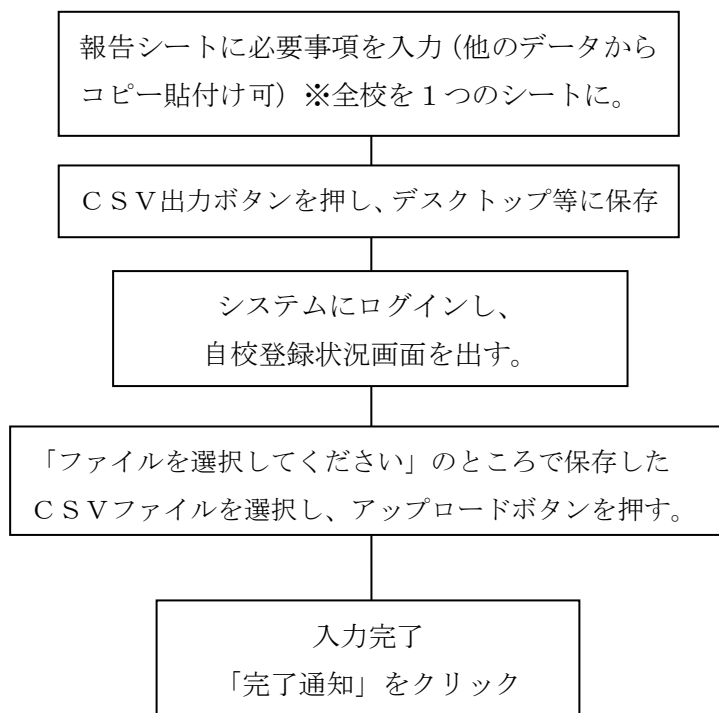 報告シートに必要事項を入力（他のデータから
コピー貼付け可）※全校を１つのシートに。
ＣＳＶ出力ボタンを押し、デスクトップ等に保存
システムにログインし、
自校登録状況画面を出す。
「ファイルを選択してください」のところで保存した
ＣＳＶファイルを選択し、アップロードボタンを押す。
入力完了
「完了通知」をクリック